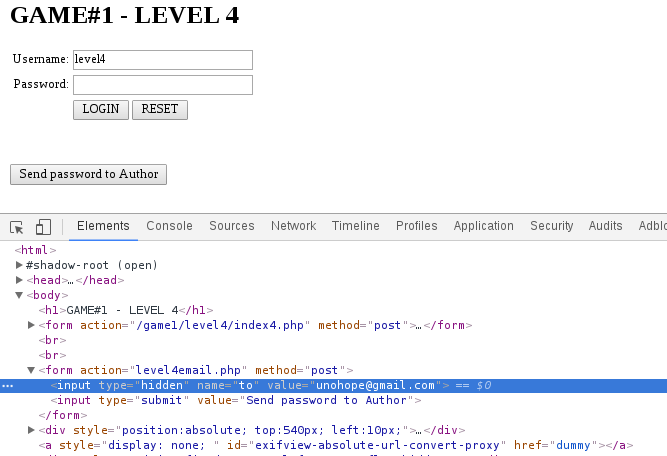 GAME#1 - LEVEL 4
Username: level4
Password:
LOGIN RESET
Send password to Author
Elements Console Sources Network Timeline Profiles Application Security Audits Adblo
<html>
#shadow-root (open)
<head>…</head>
<body>
<h1>GAME#1 - LEVEL 4</h1>
<form action="/game1/level4/index4.php" method="post">…</form>
<br>
<br>
<form action="level4email.php" method="post">
<input type="hidden" name="to" value="unohope@gmail.com"> == $0
<input type="submit" value="Send password to Author">
</form>
<div style="position:absolute; top:540px; left:10px;">…</div>
<a style="display: none; " id="exifview-absolute-url-convert-proxy" href="dummy"></a>